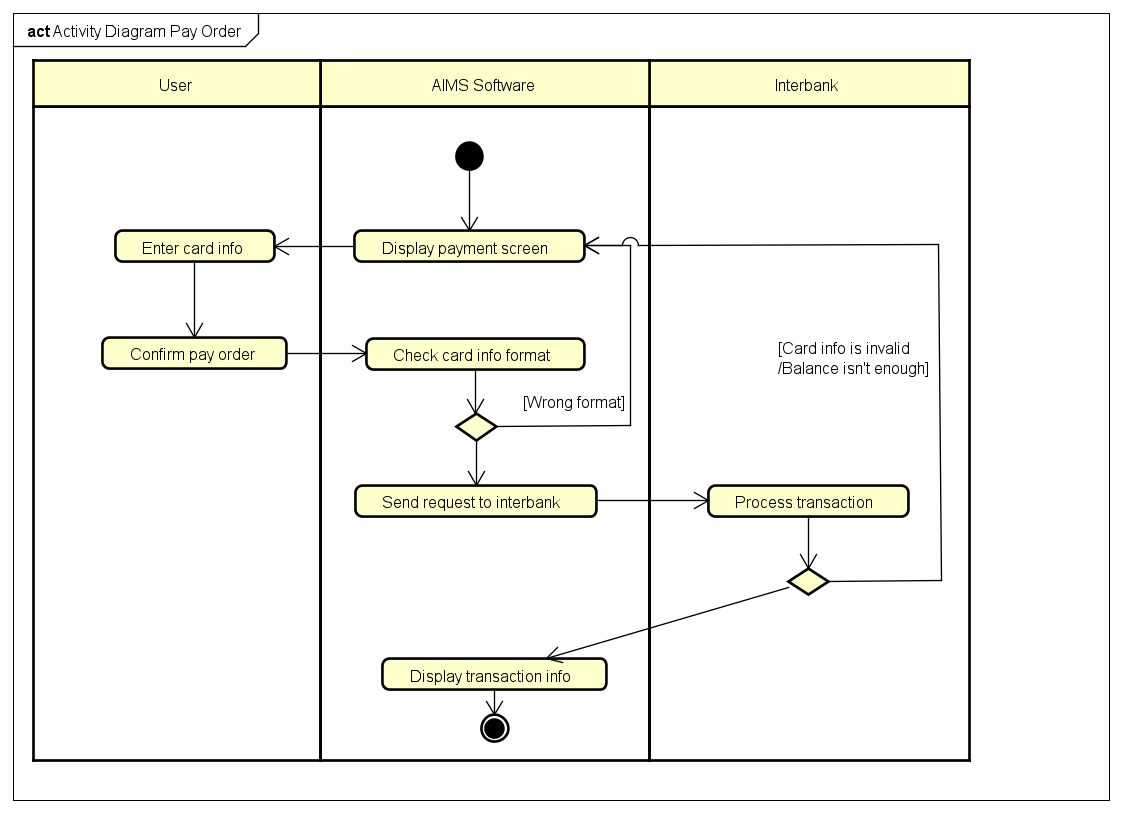 act Activity Diagram Pay Order
User
AIMS Software
Interbank
Enter card info
Display payment screen
Confirm pay order
Check card info format
[Card info is invalid
/Balance isn't enough]
[Wrong format]
Send request to interbank
Process transaction
Display transaction info